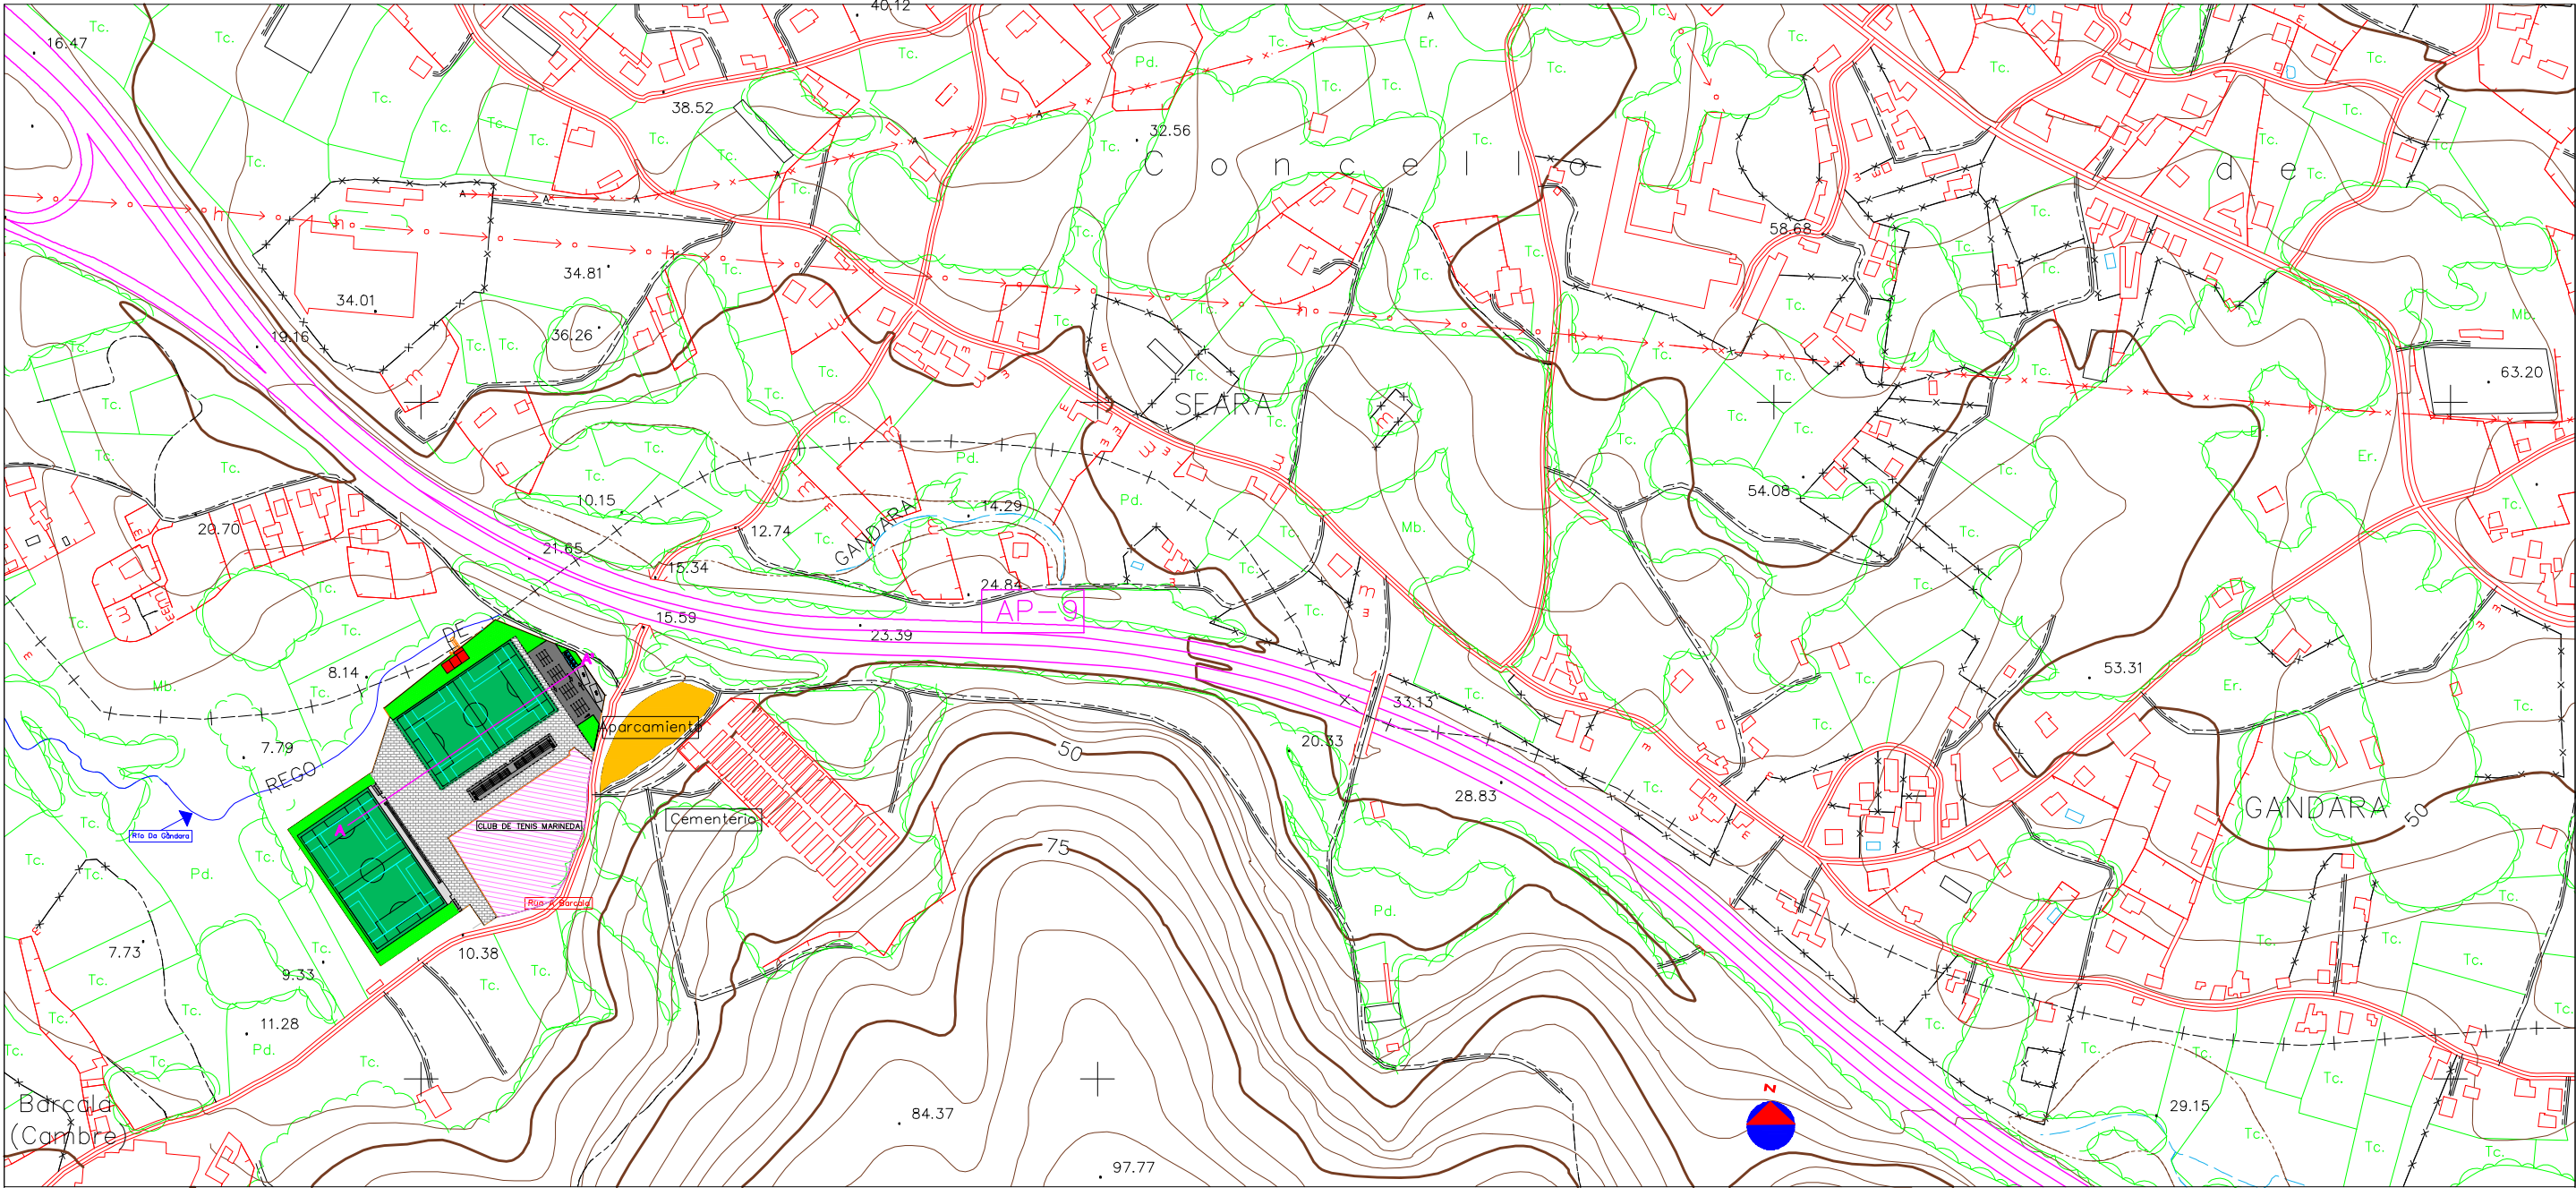 40.12
16.47
38.52
32.56
C o n c e l l o
d e
58.68
34.81
34.01
36.26
19.16
63.20
SEARA
54.08
10.15
14.29
12.74
GANDARA
20.70
21.65
15.34
24.84
AP-9
15.59
23.39
DE
8.14
53.31
33.13
Aparcamiento
7.79
REGO
50
20.33
28.83
GANDARA
50
Cementerio
CLUB DE TENIS MARINEDA
Río Da Gándara
75
Rúa A Barcala
7.73
10.38
9.33
11.28
Barcala
(Cambre)
84.37
N
29.15
97.77
Tc.
Pd.
Er.
Mb.